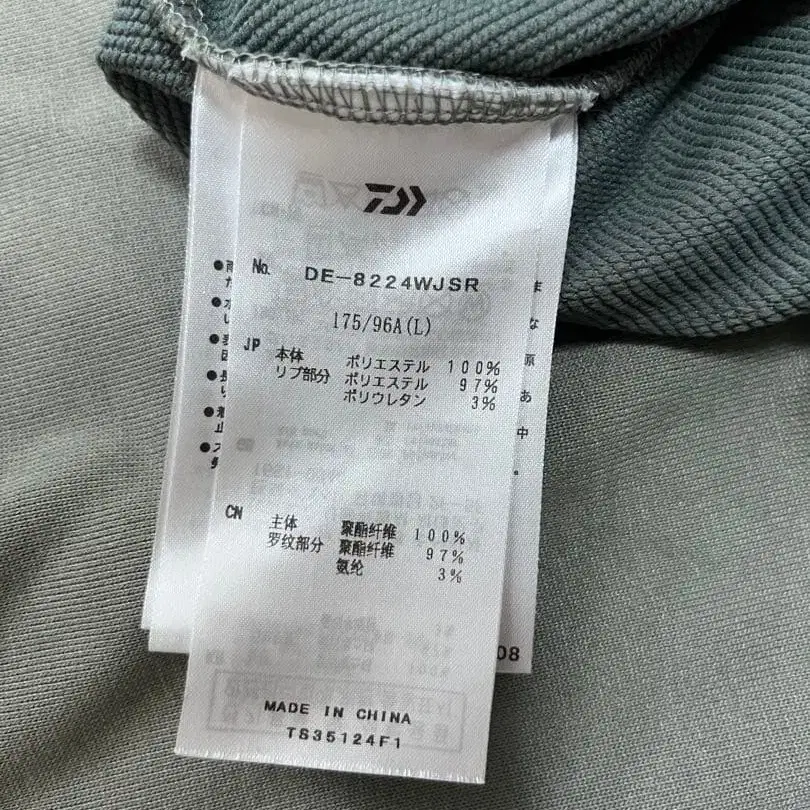 No. DE-8224WJSR
175/96A(L)
JP 本体 ポリエステル 100%
リブ部分 ポリエステル 97%
ポリウレタン 3%
CN 主体 聚酯纤维 100%
罗纹部分 聚酯纤维 97%
氨纶 3%
MADE IN CHINA
TS35124F1
08